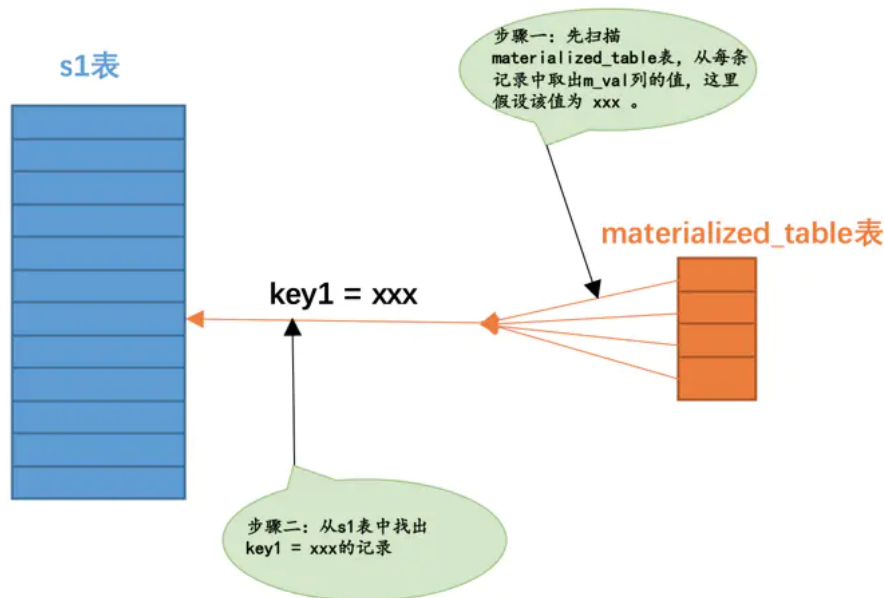 步骤一：先扫描
materialized_table表，从每条
记录中取出m_val列的值，这里
假设该值为 xxx 。
s1表
materialized_table表
key1 = xxx
步骤二：从s1表中找出
key1 = xxx的记录